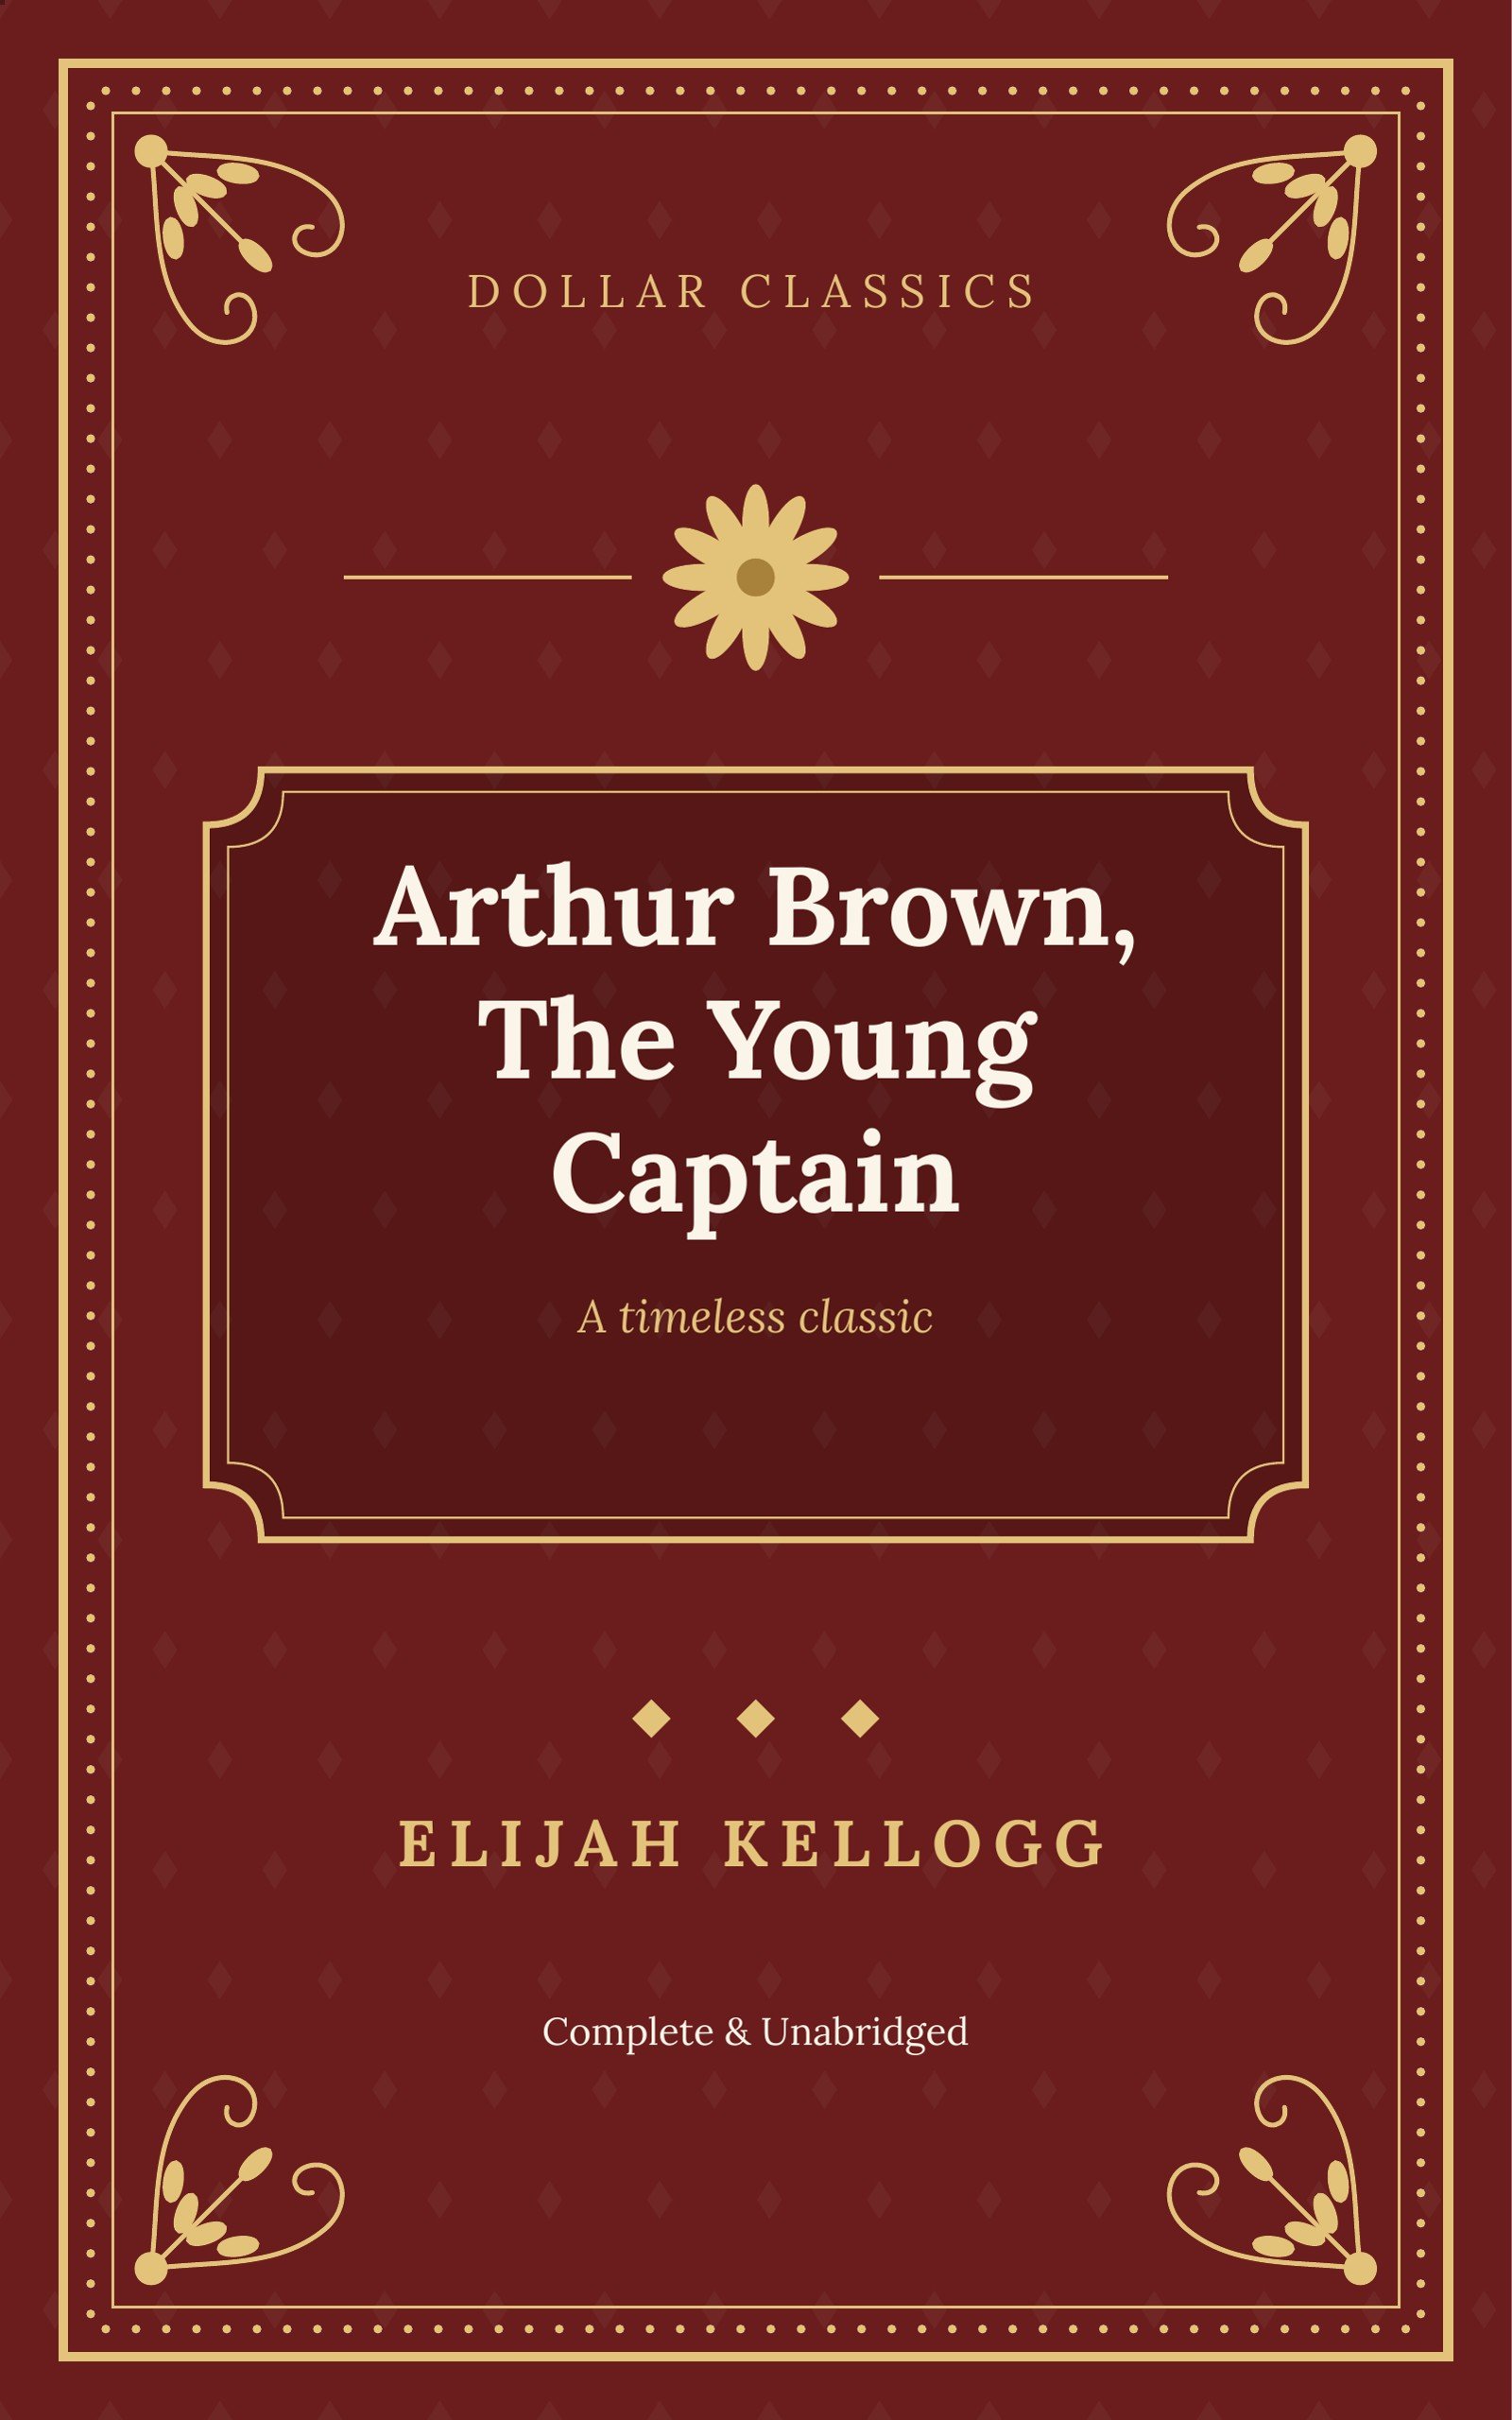 DOLLAR CLASSICS
Arthur Brown,
The Young
Captain
A timeless classic
ELIJAH KELLOGG
Complete & Unabridged